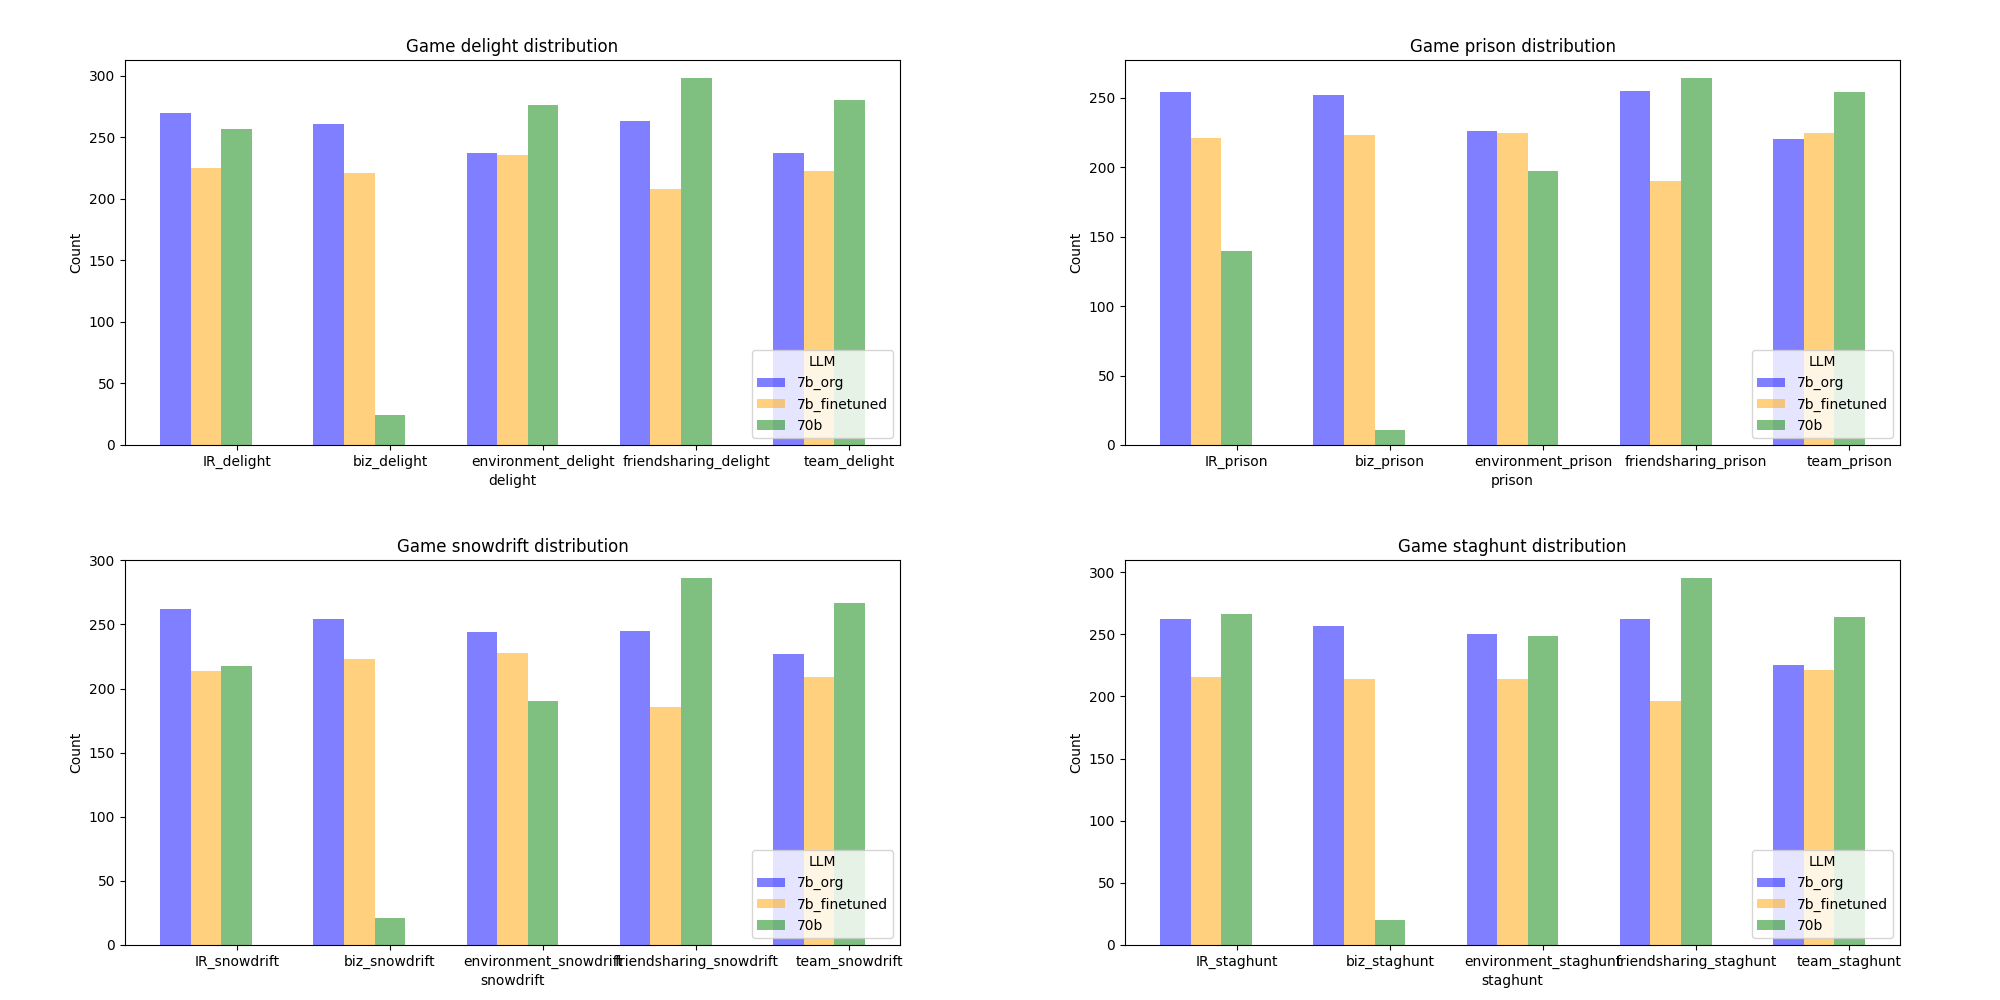 Game delight distribution
300
250
200
150
100
50
0
Count
IR_delight biz_delight environment_delight friendsharing_delight team_delight
delight
LLM
7b_org
7b_finetuned
70b
Game prison distribution
250
200
150
100
50
0
Count
IR_prison biz_prison environment_prison friendsharing_prison team_prison
prison
LLM
7b_org
7b_finetuned
70b
Game snowdrift distribution
300
250
200
150
100
50
0
Count
IR_snowdrift biz_snowdrift environment_snowdrift friendsharing_snowdrift team_snowdrift
snowdrift
LLM
7b_org
7b_finetuned
70b
Game staghunt distribution
300
250
200
150
100
50
0
Count
IR_staghunt biz_staghunt environment_staghunt friendsharing_staghunt team_staghunt
staghunt
LLM
7b_org
7b_finetuned
70b